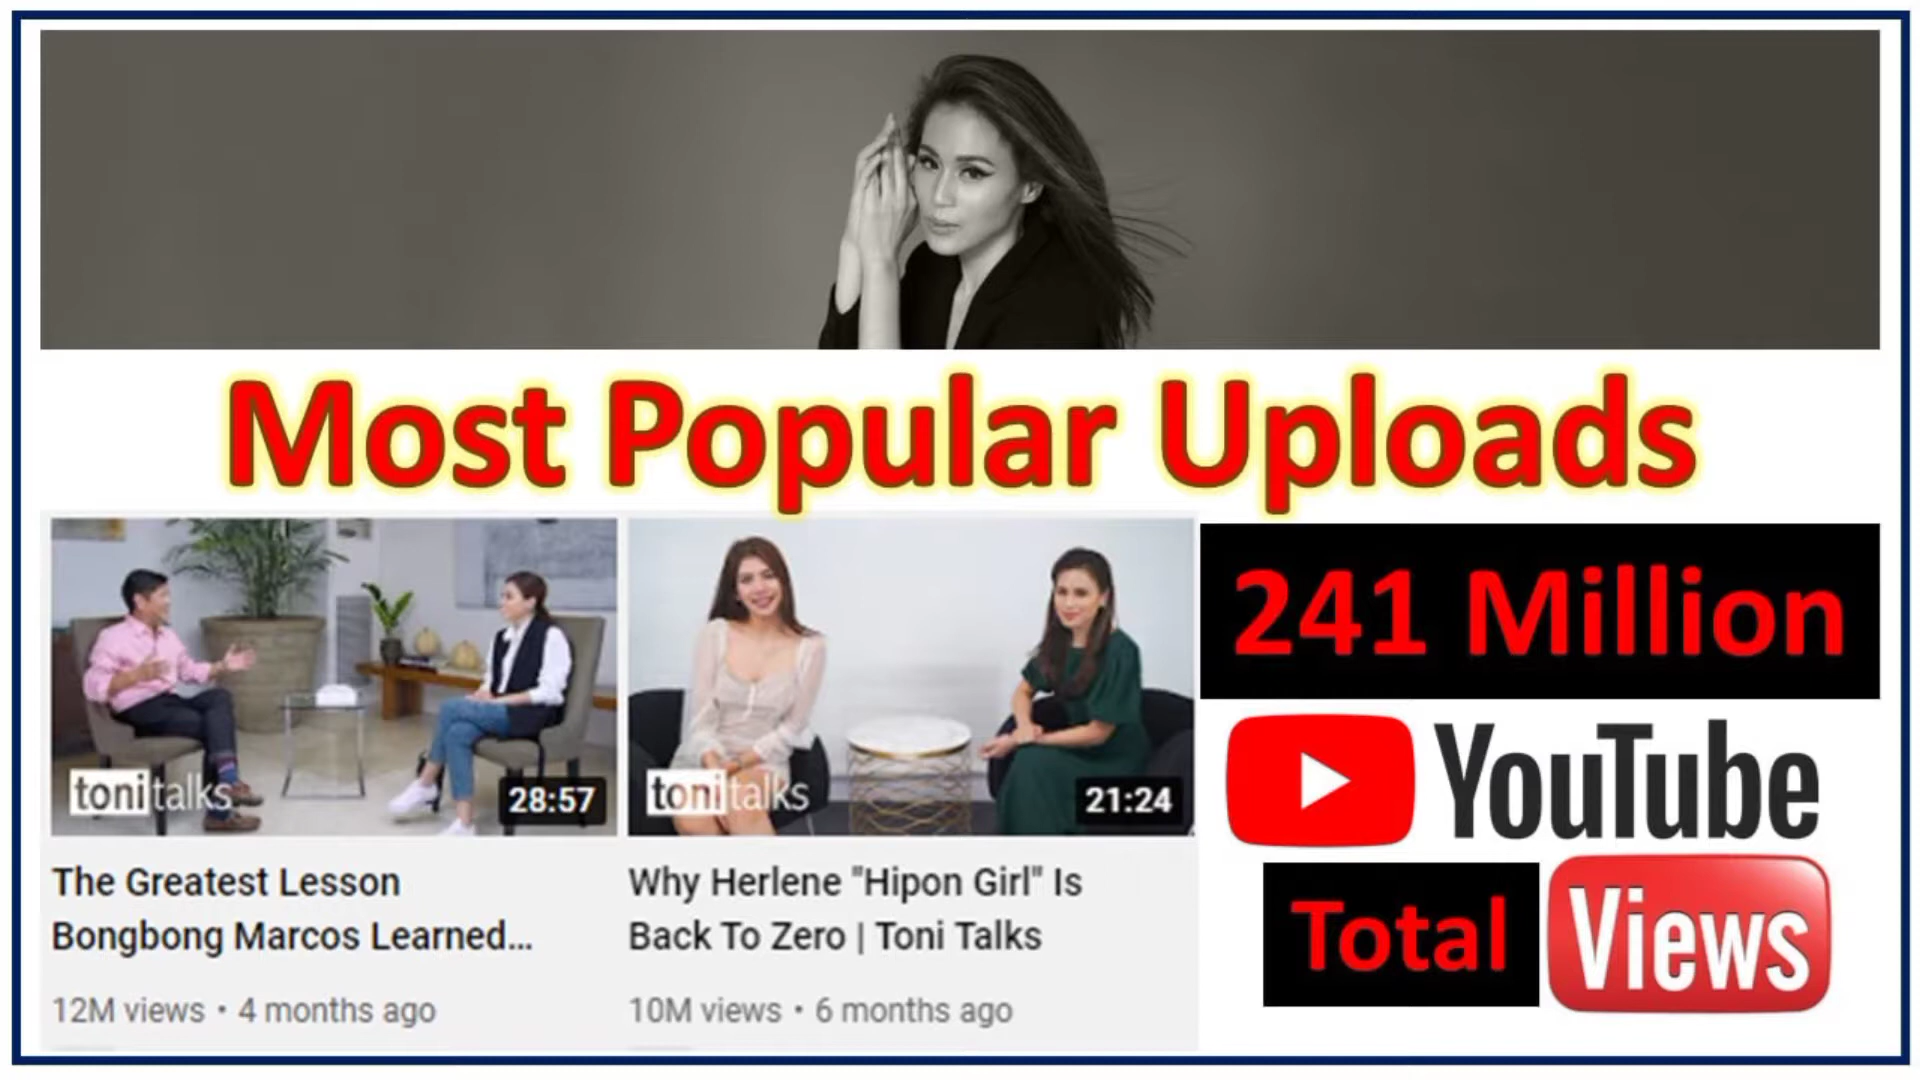 Most Popular Uploads
toni talks
28:57
toni talks
21:24
241 Million
The Greatest Lesson
Bongbong Marcos Learned...
12M views • 4 months ago
Why Herlene "Hipon Girl" Is
Back To Zero | Toni Talks
10M views • 6 months ago
YouTube
Total Views